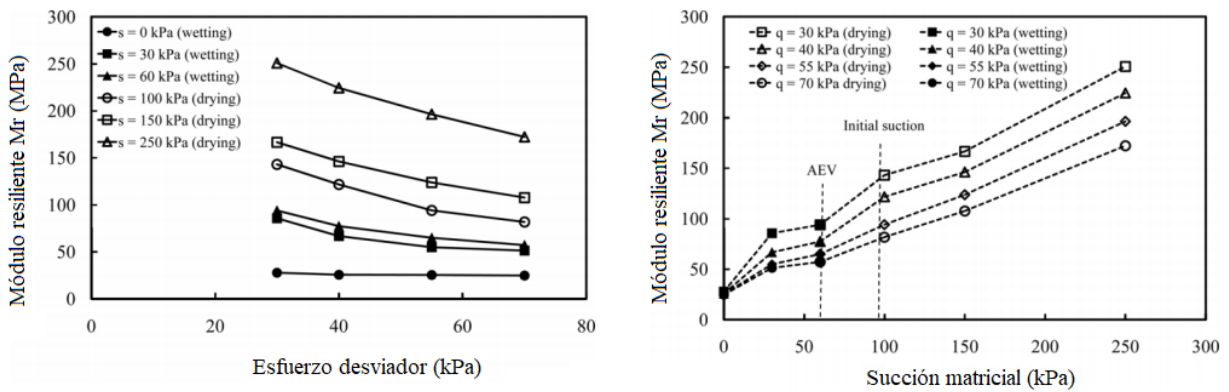 Módulo resiliente Mr (MPa)
300
250
200
150
100
50
0
s = 0 kPa (wetting)
s = 30 kPa (wetting)
s = 60 kPa (wetting)
s = 100 kPa (drying)
s = 150 kPa (drying)
s = 250 kPa (drying)
0 20 40 60 80
Esfuerzo desviador (kPa)
Módulo resiliente Mr (MPa)
300
250
200
150
100
50
0
q = 30 kPa (drying) q = 30 kPa (wetting)
q = 40 kPa (drying) q = 40 kPa (wetting)
q = 55 kPa (drying) q = 55 kPa (wetting)
q = 70 kPa drying) q = 70 kPa (wetting)
Initial suction
AEV
0 50 100 150 200 250 300
Succión matricial (kPa)